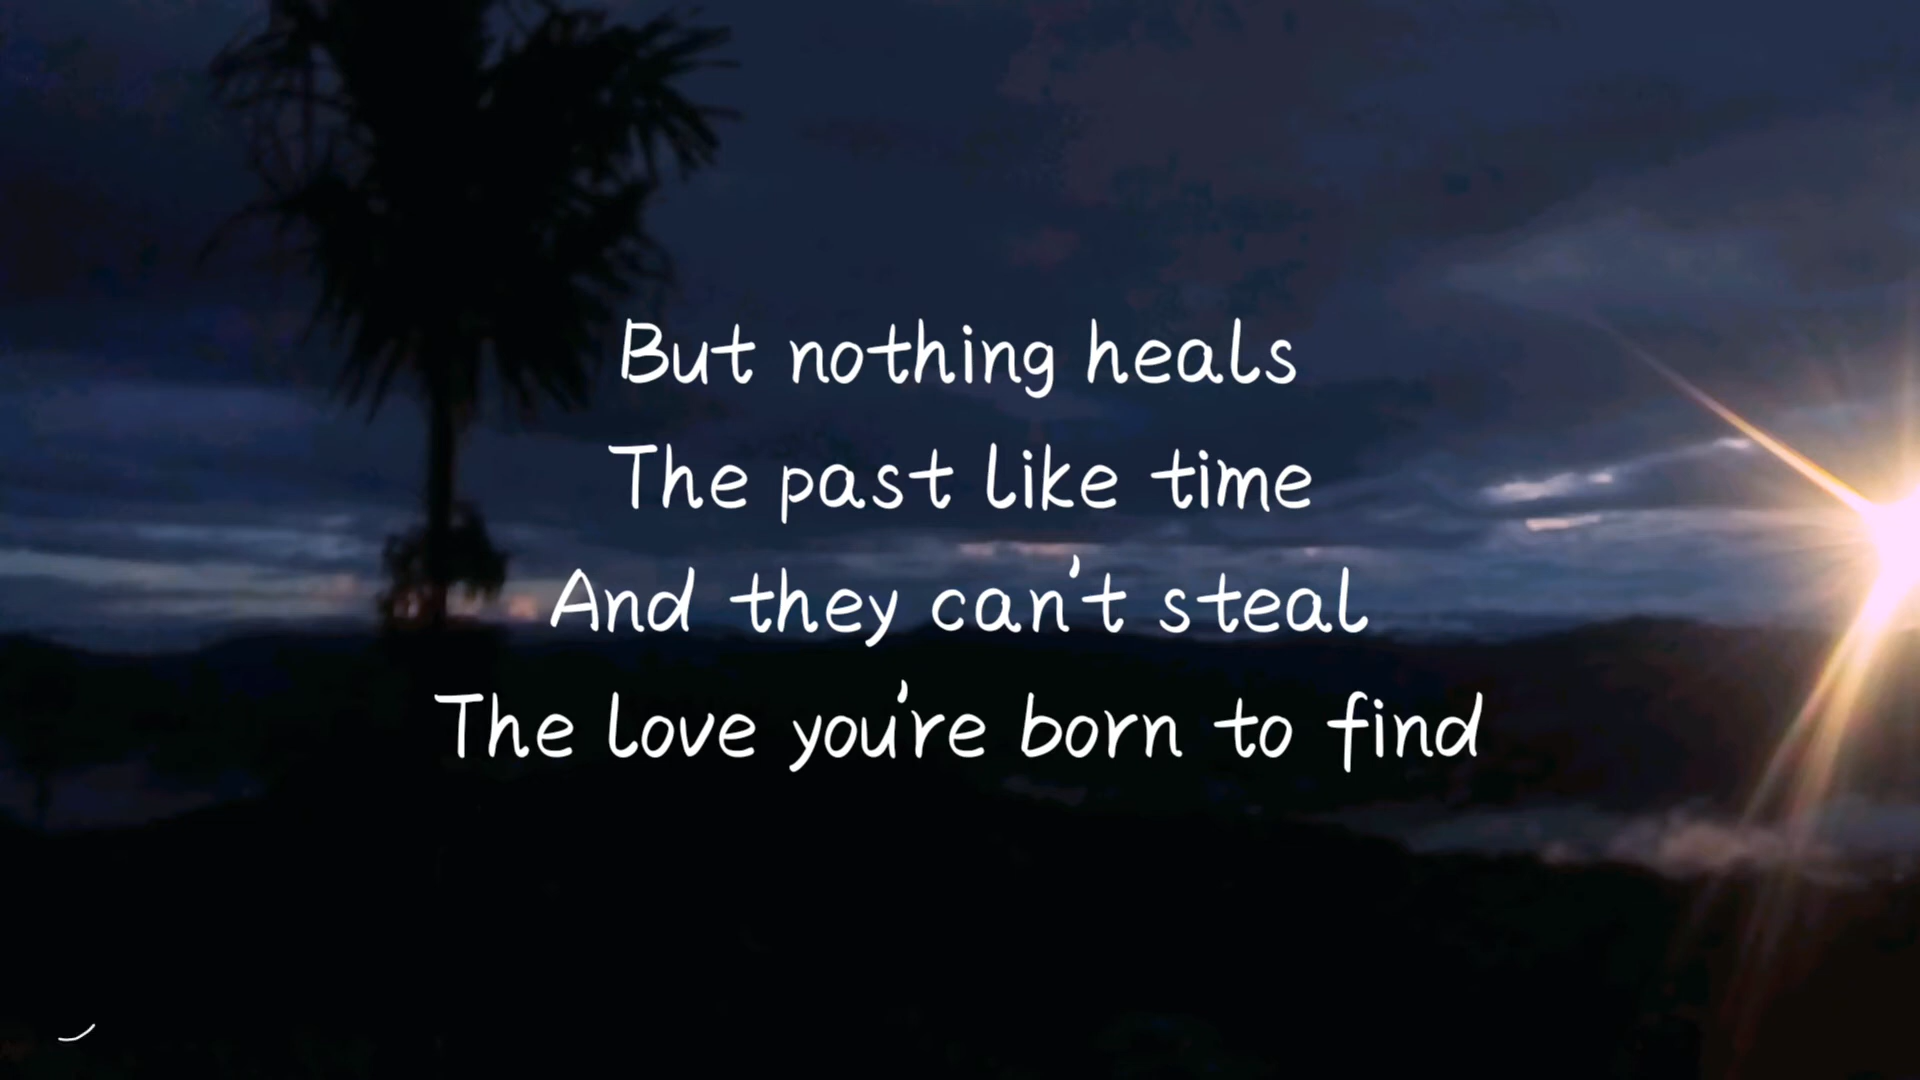 But nothing heals
The past like time
And they can't steal
The love you're born to find